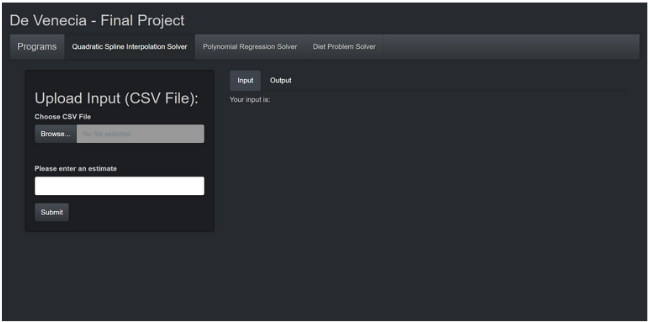 De Venecia - Final Project
Programs Quadratic Spline Interpolation Solver Polynomial Regression Solver Diet Problem Solver
Input Output
Your input is:
Upload Input (CSV File):
Choose CSV File
Browse... No file selected
Please enter an estimate
Submit